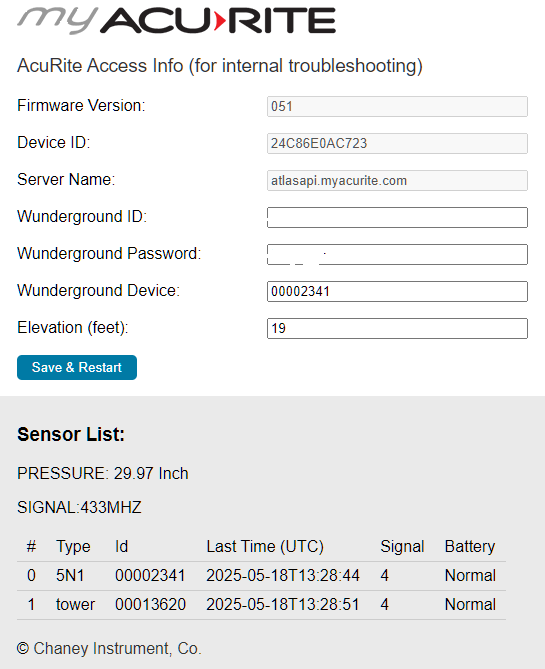 my ACU RITE
AcuRite Access Info (for internal troubleshooting)
Firmware Version: 051
Device ID: 24C86E0AC723
Server Name: atlasapi.myacurite.com
Wunderground ID:
Wunderground Password:
Wunderground Device: 00002341
Elevation (feet): 19
Save & Restart
Sensor List:
PRESSURE: 29.97 Inch
SIGNAL:433MHZ
# Type Id Last Time (UTC) Signal Battery
0 5N1 00002341 2025-05-18T13:28:44 4 Normal
1 tower 00013620 2025-05-18T13:28:51 4 Normal
© Chaney Instrument, Co.